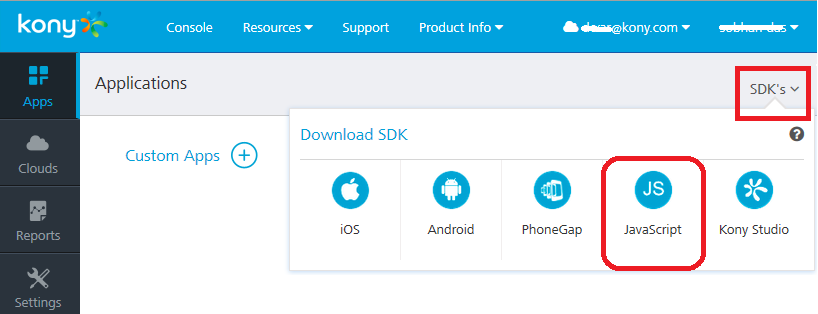 kony
Console
Resources
Support
Product Info
@kony.com
Apps
Applications
SDK's
Clouds
Custom Apps
Download SDK
?
iOS
Android
PhoneGap
JS
JavaScript
Kony Studio
Reports
Settings